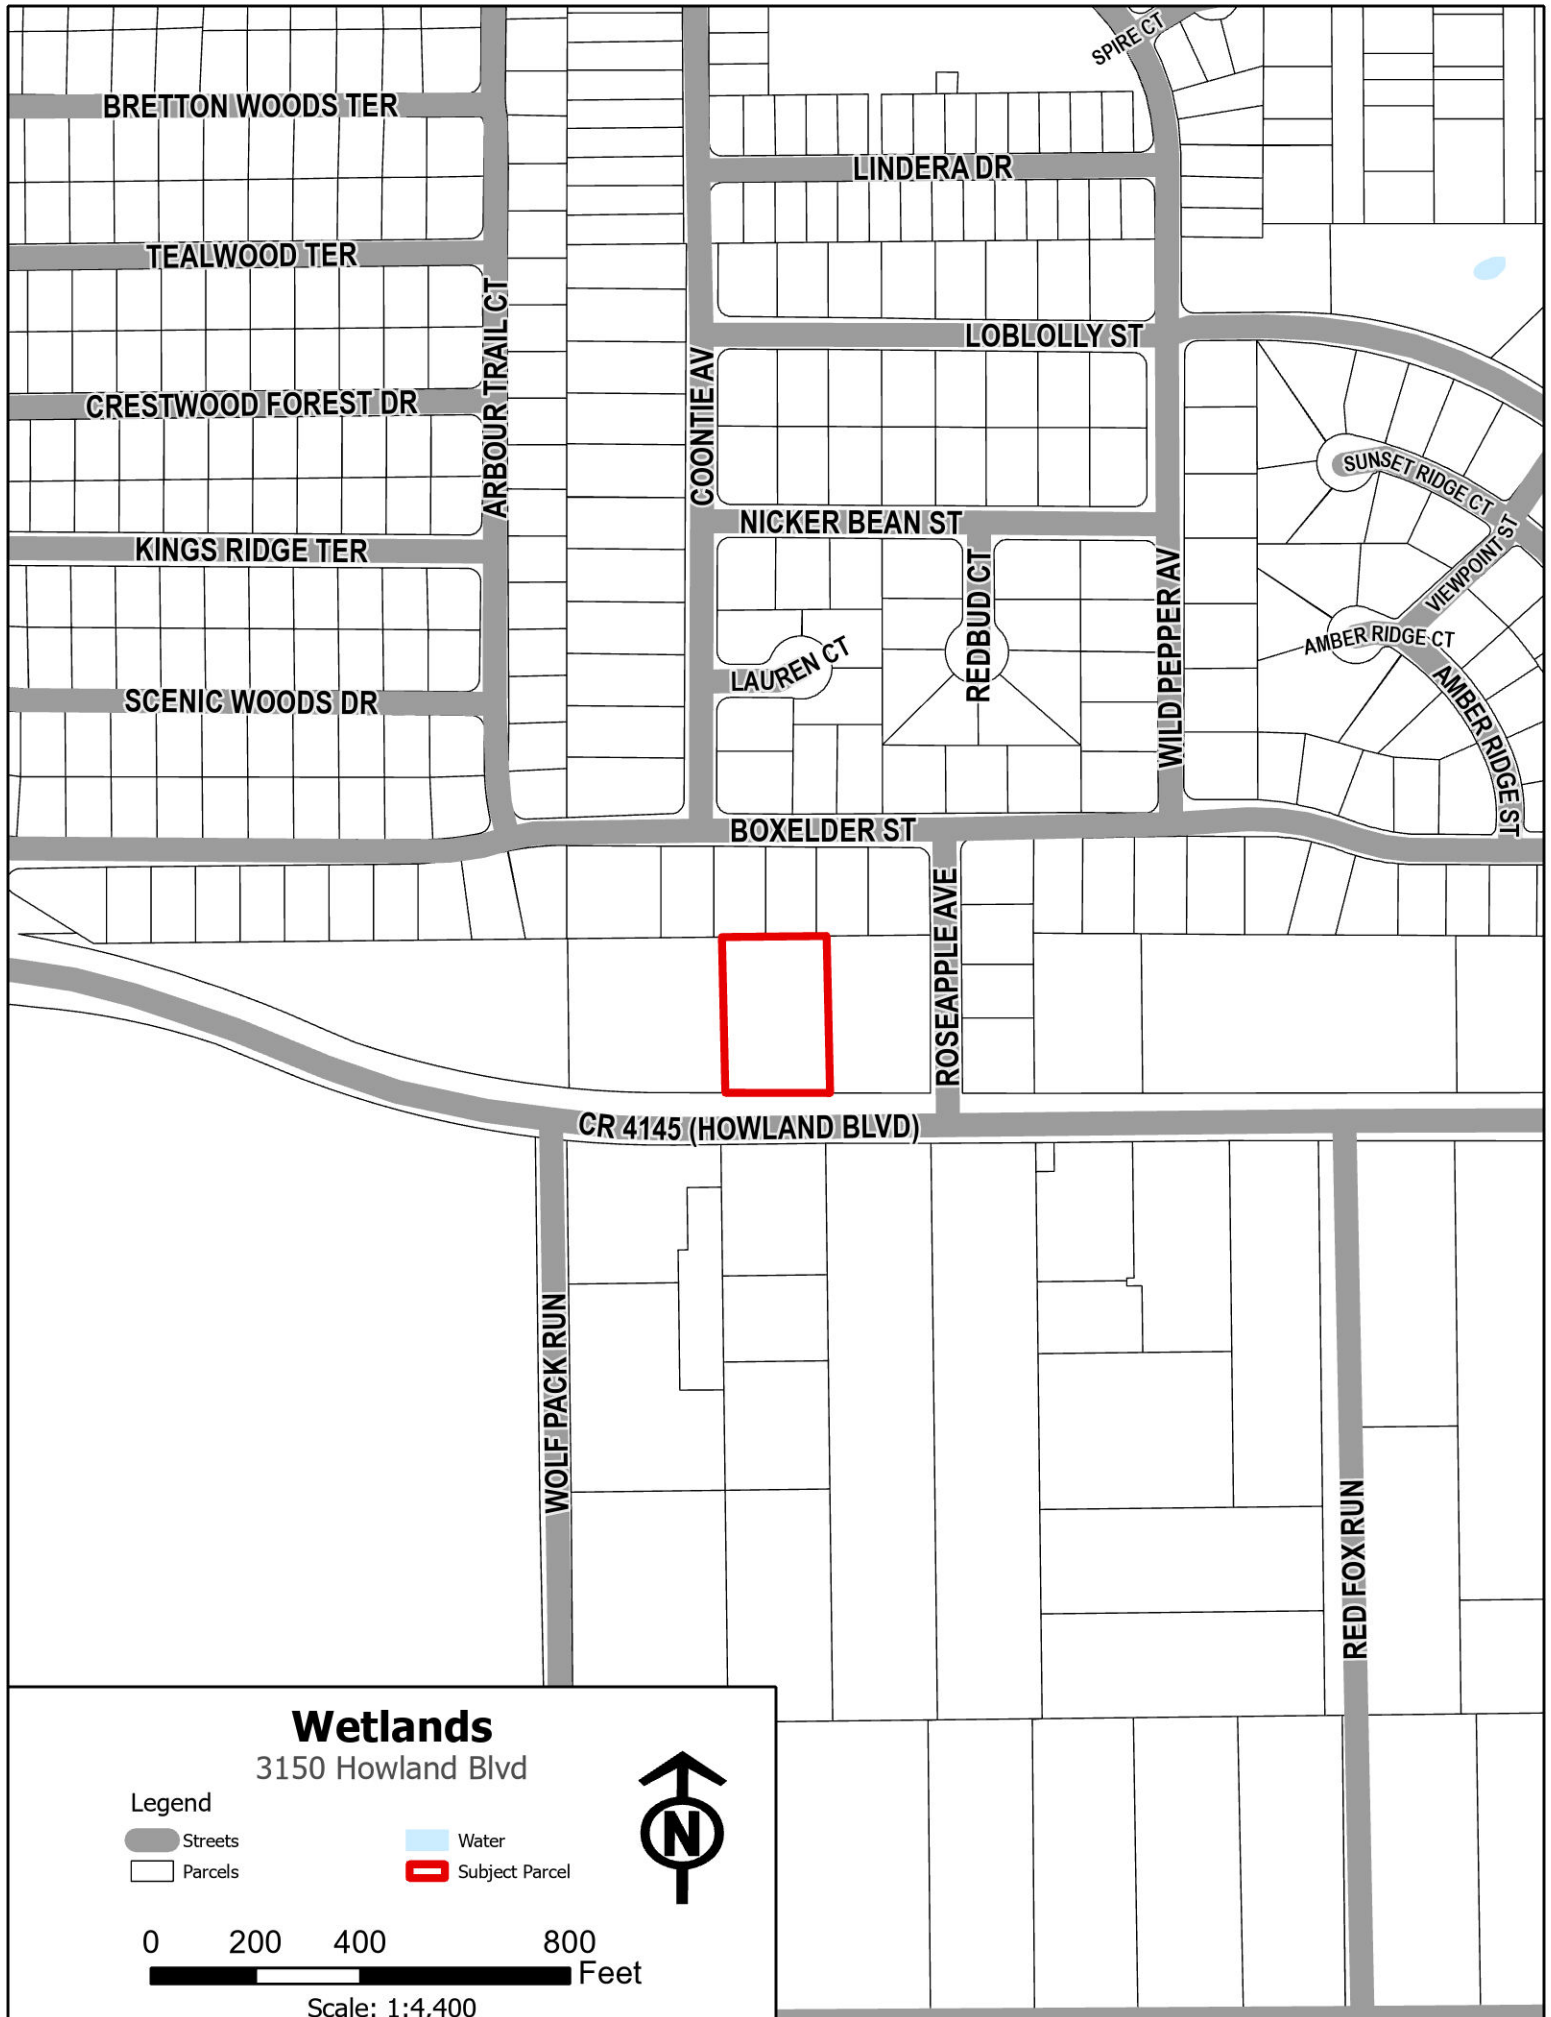 SPIRE CT
BRETTON WOODS TER
LINDERA DR
TEALWOOD TER
ARBOUR TRAIL CT
LOBLOLLY ST
COONTIE AV
CRESTWOOD FOREST DR
SUNSET RIDGE CT
NICKER BEAN ST
VIEWPOINT ST
KINGS RIDGE TER
REDBUD CT
WILD PEPPER AV
AMBER RIDGE CT
LAUREN CT
AMBER RIDGE ST
SCENIC WOODS DR
BOXELDER ST
ROSEAPPLE AVE
CR 4145 (HOWLAND BLVD)
WOLF PACK RUN
RED FOX RUN
Wetlands
3150 Howland Blvd
Legend
Streets
Water
Parcels
Subject Parcel
N
0 200 400 800
Feet
Scale: 1:4,400